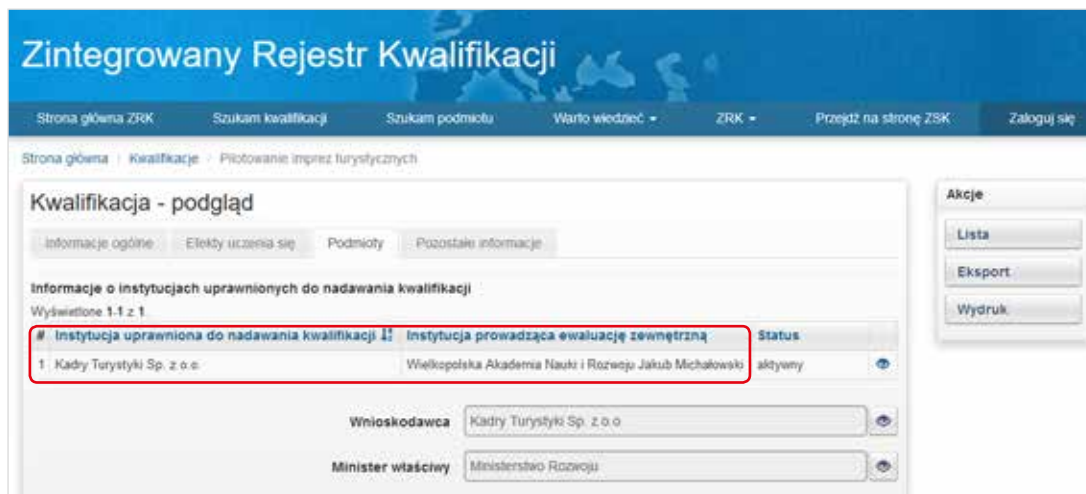 Zintegrowany Rejestr Kwalifikacji
Strona główna ZRK Szukam kwalifikacji Szukam podmiotu Warto wiedzieć ZRK Przejdź na stronę ZSK Zaloguj się
Strona główna / Kwalifikacje / Pilotowanie imprez turystycznych
Kwalifikacja - podgląd
Informacje ogólne Efekty uczenia się Podmioty Pozostałe informacje
Informacje o instytucjach uprawnionych do nadawania kwalifikacji
Wyświetlone 1-1 z 1.
# Instytucja uprawniona do nadawania kwalifikacji Instytucja prowadząca ewaluację zewnętrzną Status
1 Kadry Turystyki Sp. z o.o. Wielkopolska Akademia Nauki i Rozwoju Jakub Michałowski aktywny
Wnioskodawca Kadry Turystyki Sp. z o.o.
Minister właściwy Ministerstwo Rozwoju
Akcje
Lista
Eksport
Wydruk